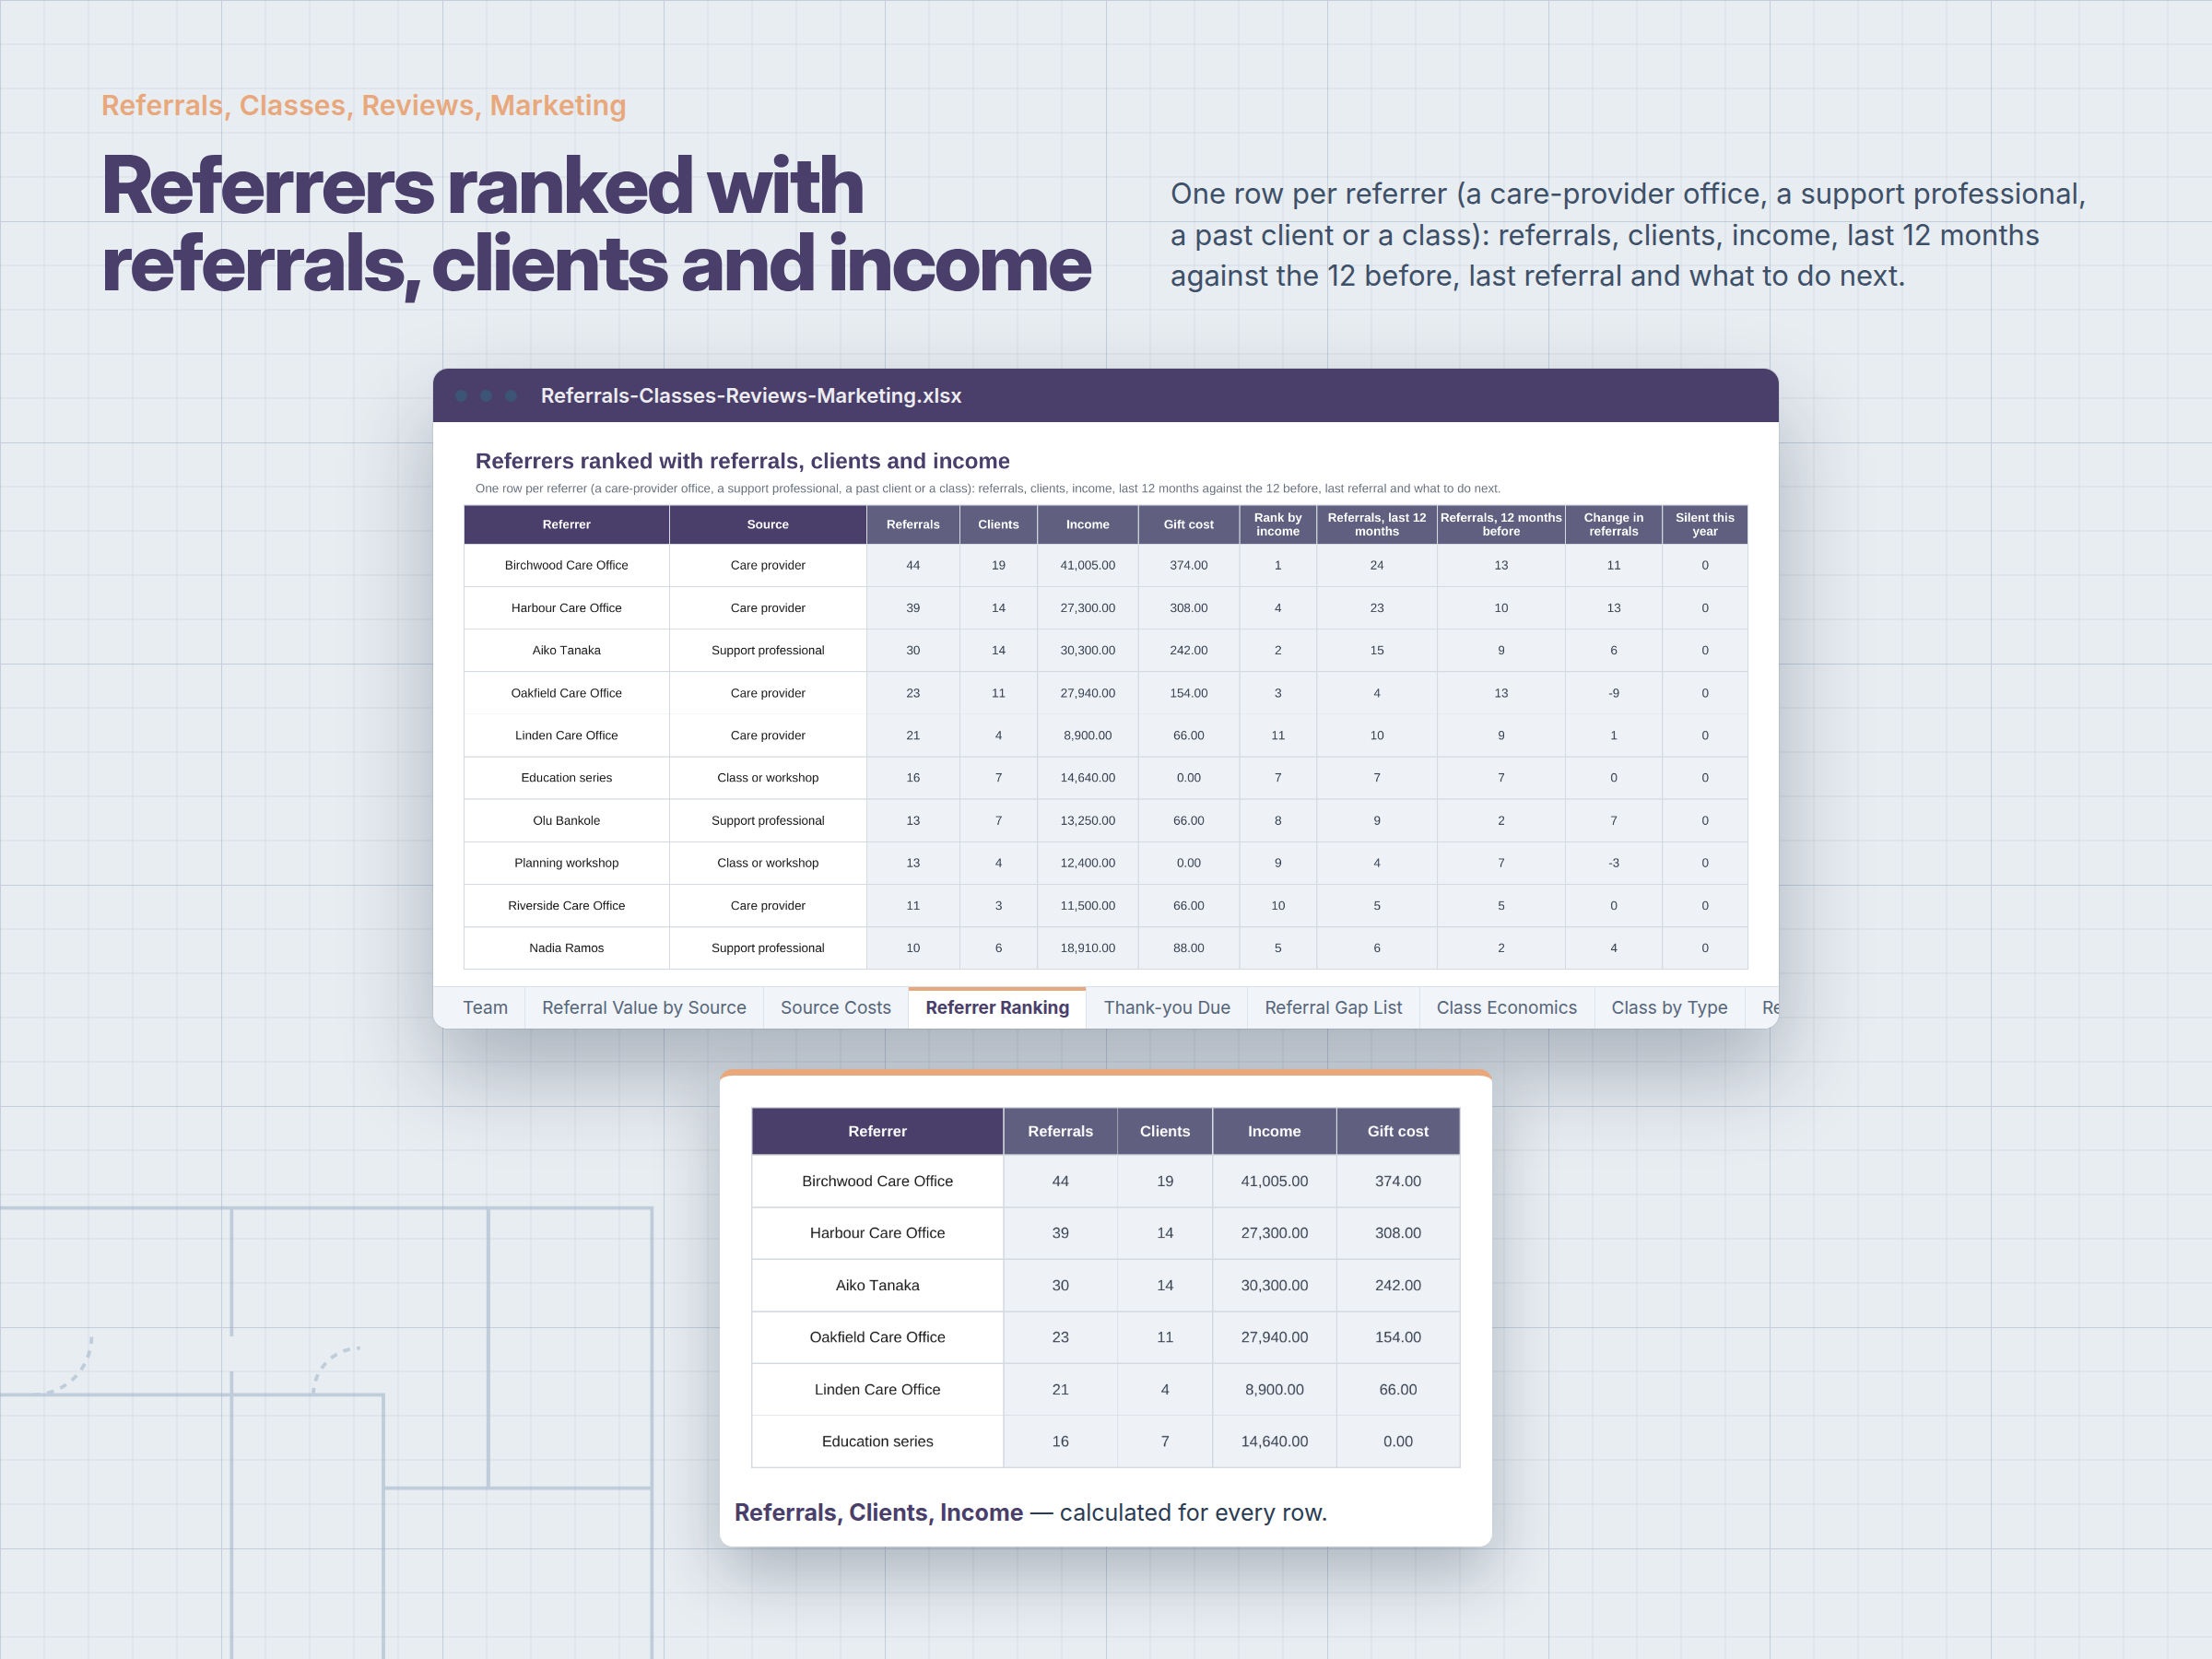 Referrals, Classes, Reviews, Marketing
Referrers ranked with
referrals, clients and income
One row per referrer (a care-provider office, a support professional,
a past client or a class): referrals, clients, income, last 12 months
against the 12 before, last referral and what to do next.
Referrals-Classes-Reviews-Marketing.xlsx
Referrers ranked with referrals, clients and income
One row per referrer (a care-provider office, a support professional, a past client or a class): referrals, clients, income, last 12 months against the 12 before, last referral and what to do next.
Referrer Source Referrals Clients Income Gift cost Rank by income Referrals, last 12 months Referrals, 12 months before Change in referrals Silent this year
Birchwood Care Office Care provider 44 19 41,005.00 374.00 1 24 13 11 0
Harbour Care Office Care provider 39 14 27,300.00 308.00 4 23 10 13 0
Aiko Tanaka Support professional 30 14 30,300.00 242.00 2 15 9 6 0
Oakfield Care Office Care provider 23 11 27,940.00 154.00 3 4 13 -9 0
Linden Care Office Care provider 21 4 8,900.00 66.00 11 10 9 1 0
Education series Class or workshop 16 7 14,640.00 0.00 7 7 7 0 0
Olu Bankole Support professional 13 7 13,250.00 66.00 8 9 2 7 0
Planning workshop Class or workshop 13 4 12,400.00 0.00 9 4 7 -3 0
Riverside Care Office Care provider 11 3 11,500.00 66.00 10 5 5 0 0
Nadia Ramos Support professional 10 6 18,910.00 88.00 5 6 2 4 0
Team Referral Value by Source Source Costs Referrer Ranking Thank-you Due Referral Gap List Class Economics Class by Type Re
Referrer Referrals Clients Income Gift cost
Birchwood Care Office 44 19 41,005.00 374.00
Harbour Care Office 39 14 27,300.00 308.00
Aiko Tanaka 30 14 30,300.00 242.00
Oakfield Care Office 23 11 27,940.00 154.00
Linden Care Office 21 4 8,900.00 66.00
Education series 16 7 14,640.00 0.00
Referrals, Clients, Income — calculated for every row.